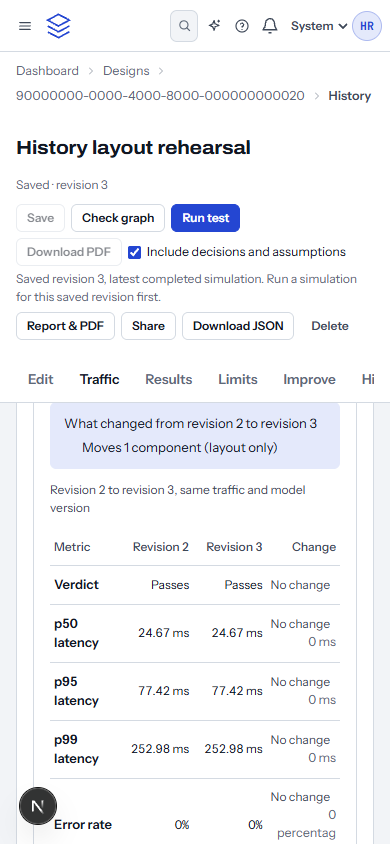 System
HR
Dashboard > Designs >
90000000-0000-4000-8000-000000000020 > History
History layout rehearsal
Saved · revision 3
Save
Check graph
Run test
Download PDF
Include decisions and assumptions
Saved revision 3, latest completed simulation. Run a simulation
for this saved revision first.
Report & PDF
Share
Download JSON
Delete
Edit
Traffic
Results
Limits
Improve
Hi
What changed from revision 2 to revision 3
Moves 1 component (layout only)
Revision 2 to revision 3, same traffic and model
version
Metric Revision 2 Revision 3 Change
Verdict Passes Passes No change
p50
latency
24.67 ms 24.67 ms
No change
0 ms
p95
latency
77.42 ms 77.42 ms
No change
0 ms
p99
latency
252.98 ms 252.98 ms
No change
0 ms
N
Error rate 0% 0%
No change
0
percentag